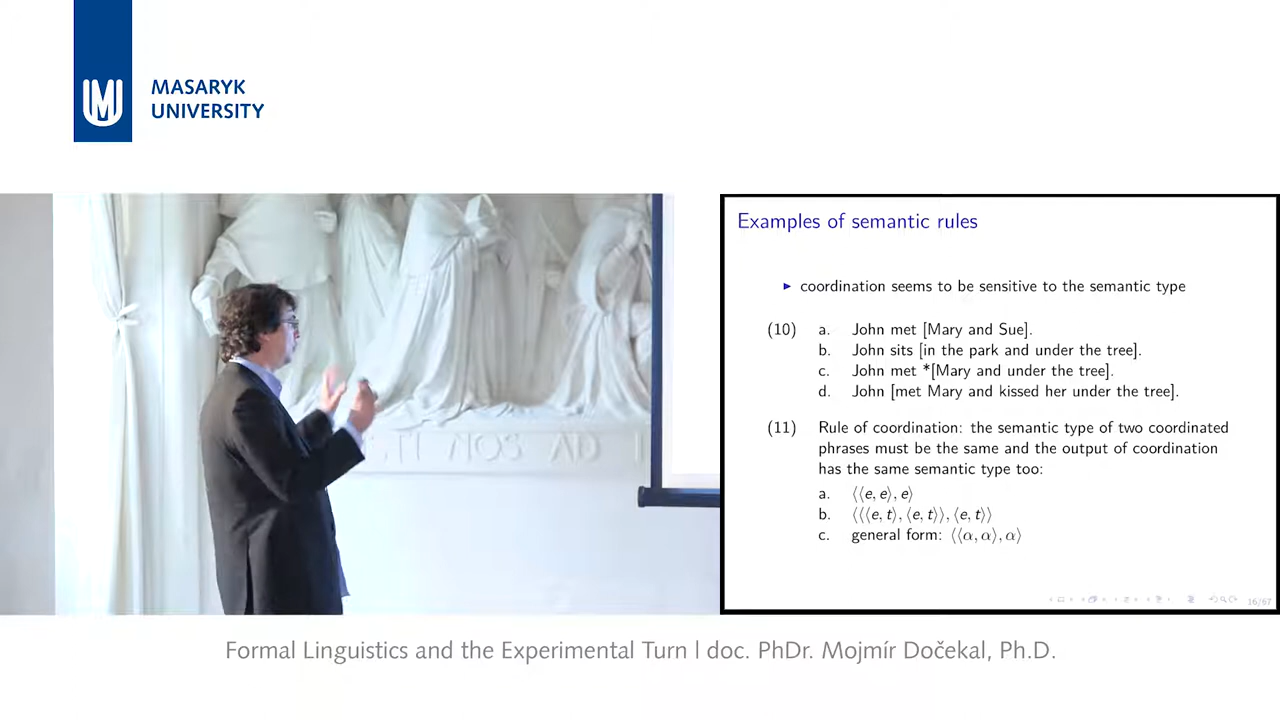 MASARYK
UNIVERSITY
Examples of semantic rules
▶ coordination seems to be sensitive to the semantic type
(10) a. John met [Mary and Sue].
b. John sits [in the park and under the tree].
c. John met *[Mary and under the tree].
d. John [met Mary and kissed her under the tree].
(11) Rule of coordination: the semantic type of two coordinated
phrases must be the same and the output of coordination
has the same semantic type too:
a. ⟨⟨e, e⟩, e⟩
b. ⟨⟨⟨e, t⟩, ⟨e, t⟩⟩, ⟨e, t⟩⟩
c. general form: ⟨⟨α, α⟩, α⟩
16/67
NOS AD
Formal Linguistics and the Experimental Turn | doc. PhDr. Mojmír Dočekal, Ph.D.